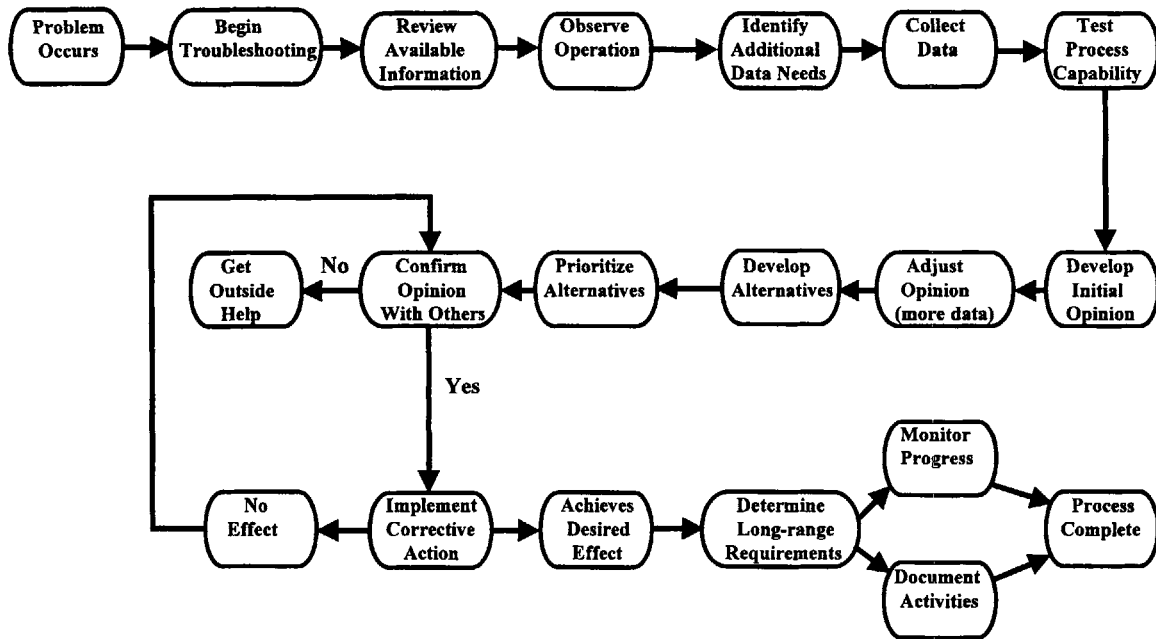 Problem
Occurs
Begin
Troubleshooting
Review
Available
Information
Observe
Operation
Identify
Additional
Data Needs
Collect
Data
Test
Process
Capability
Get
Outside
Help
No
Confirm
Opinion
With Others
Prioritize
Alternatives
Develop
Alternatives
Adjust
Opinion
(more data)
Develop
Initial
Opinion
Yes
No
Effect
Implement
Corrective
Action
Achieves
Desired
Effect
Determine
Long-range
Requirements
Monitor
Progress
Document
Activities
Process
Complete